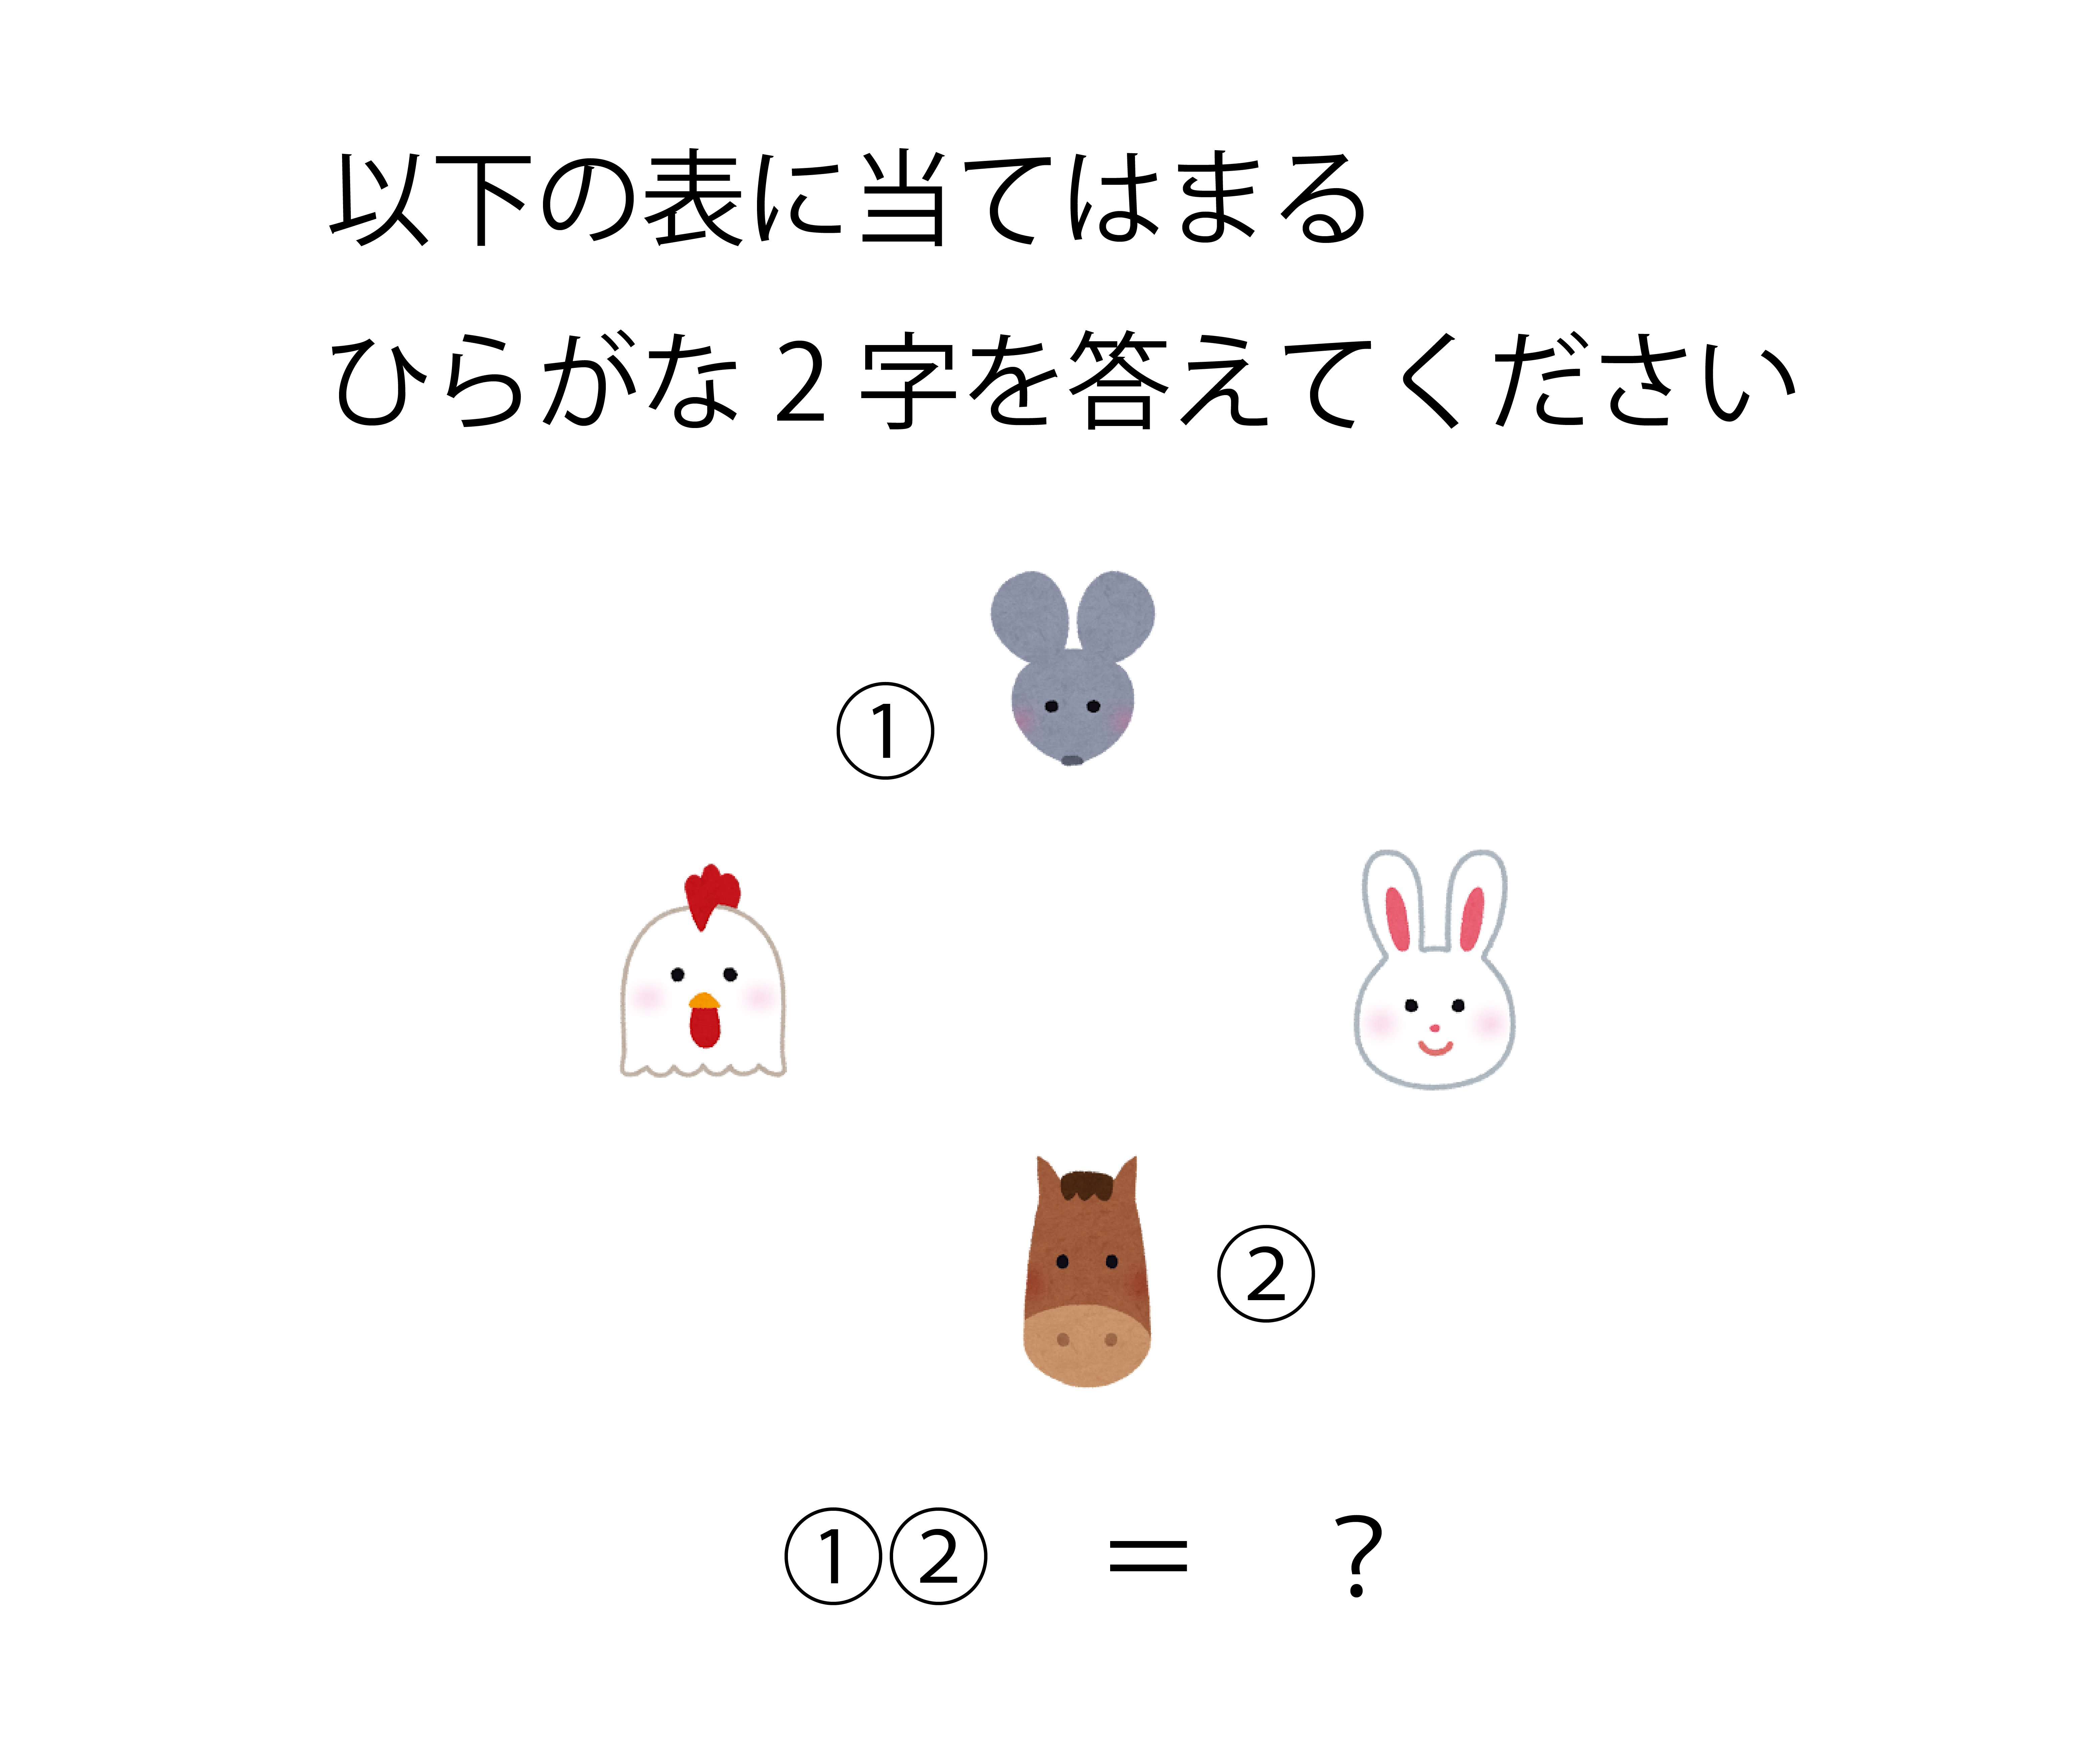 以下の表に当てはまる
ひらがな2字を答えてください
①
②
①② = ?